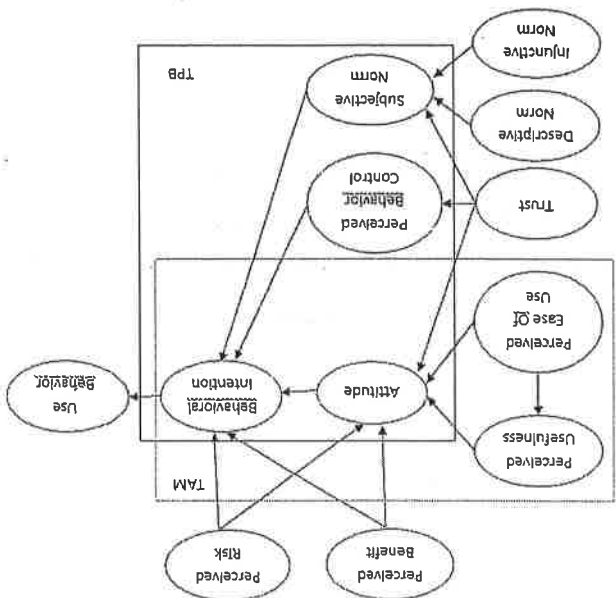 Perceived
Benefit
Perceived
Risk
TAM
Perceived
Usefulness
Attitude
Behavioral
Intention
Use
Behavior
Perceived
Ease Of
Use
Trust
Perceived
Behavior
Control
Descriptive
Norm
Subjective
Norm
Injunctive
Norm
TPB